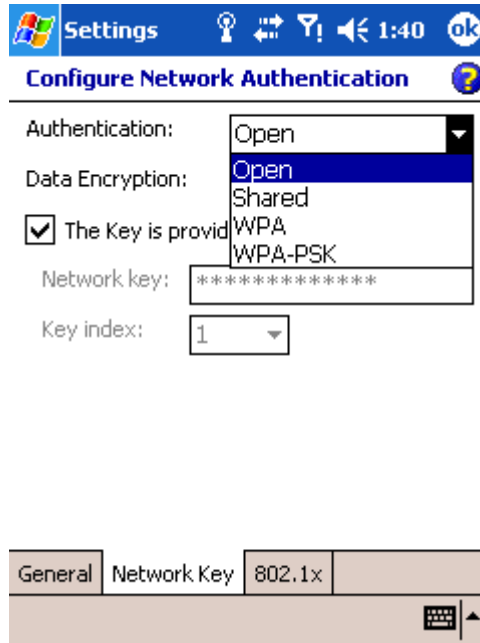 Settings 1:40 ok
Configure Network Authentication ?
Authentication: Open
Open
Data Encryption:
Shared
WPA
The Key is provid
WPA-PSK
Network key: *************
Key index: 1
General Network Key 802.1x